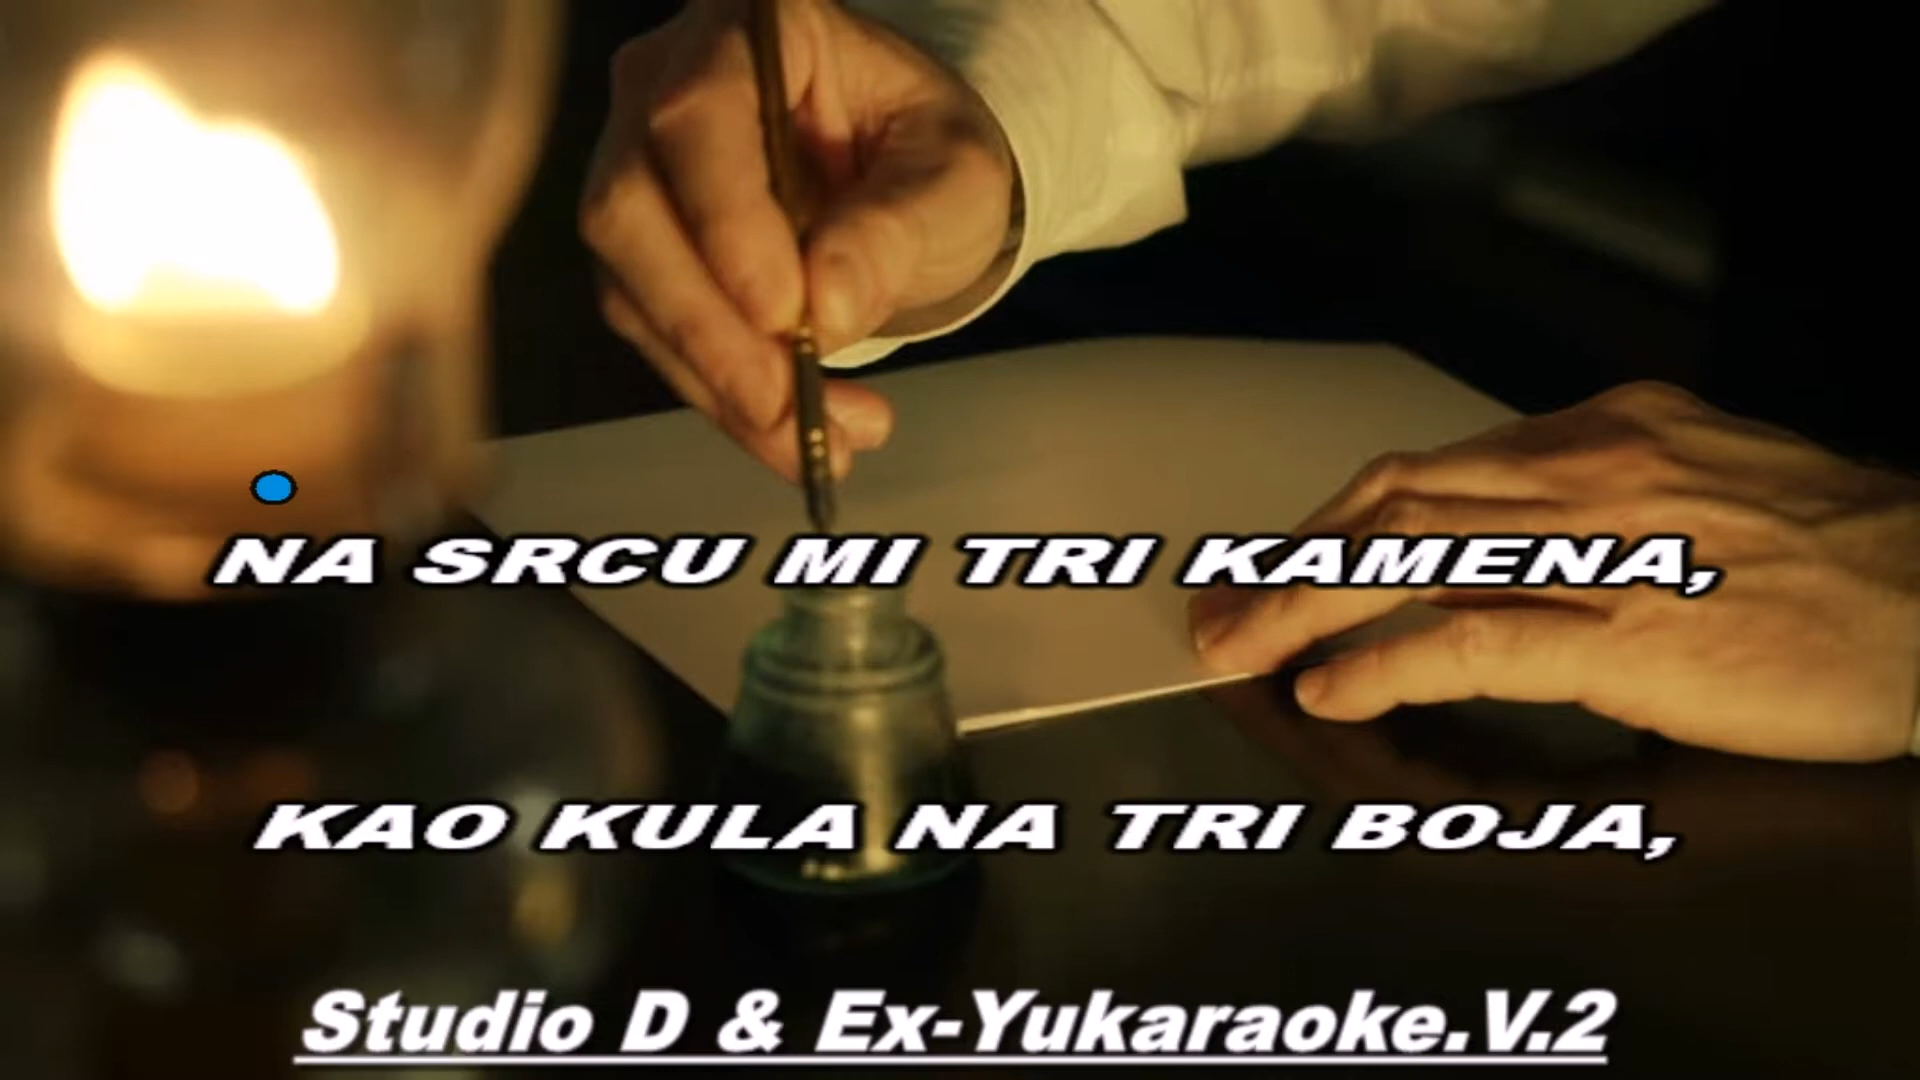 NA SRCU MI TRI KAMENA,
KAO KULA NA TRI BOJA,
Studio D & Ex-Yukaraoke.V.2